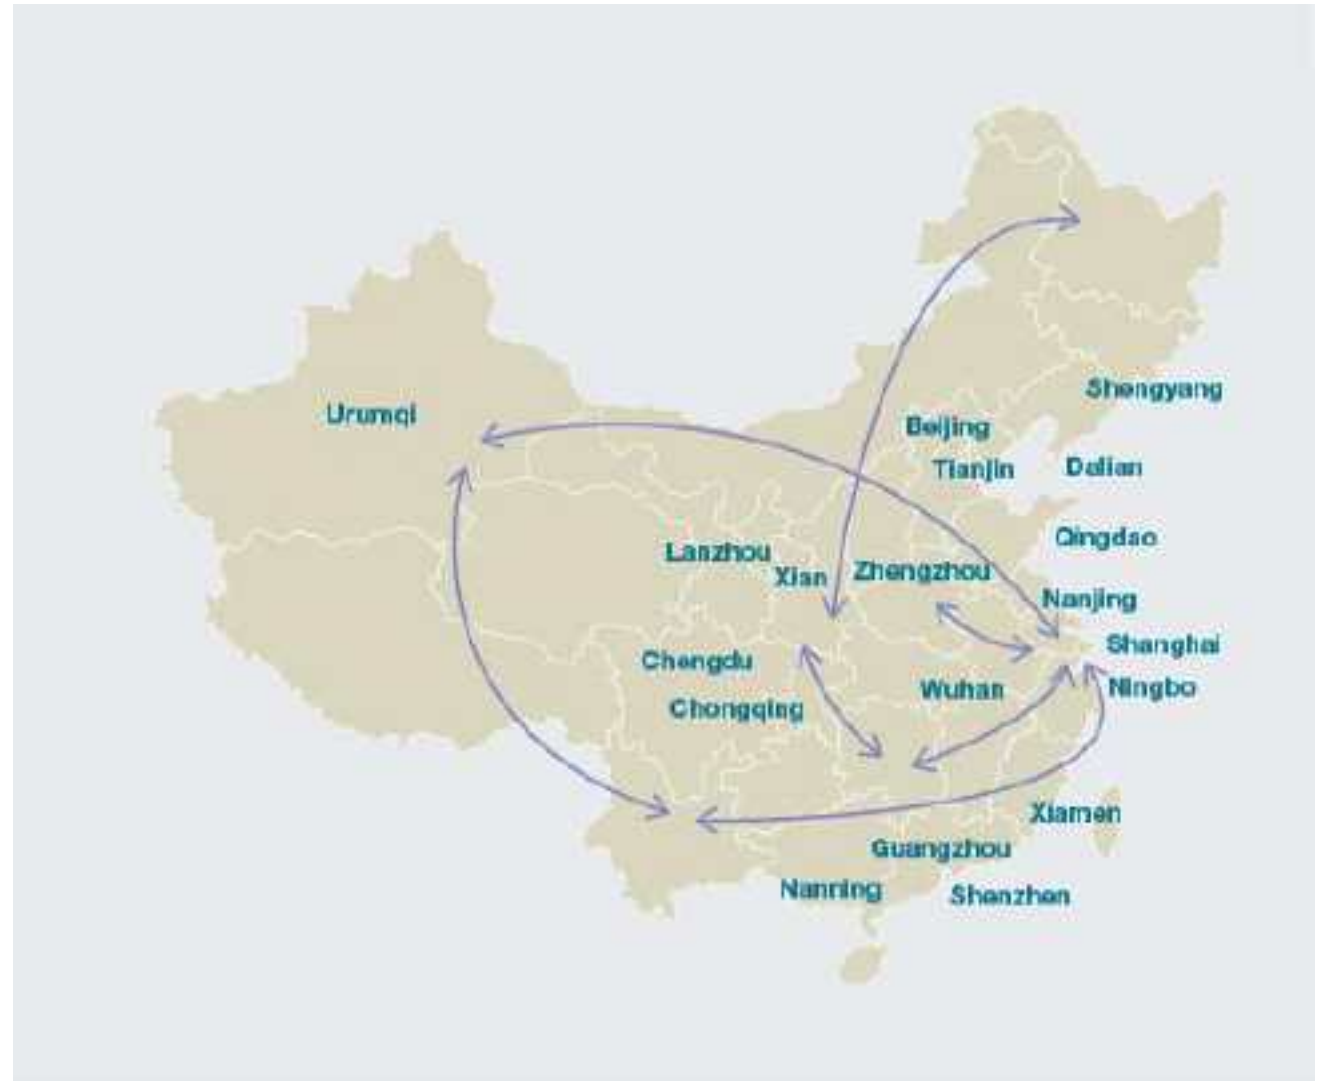 Shengyang
Urumqi
Beijing
Tianjin
Dalian
Qingdao
Lanzhou
Xian
Zhengzhou
Nanjing
Shanghai
Chengdu
Wuhan
Ningbo
Chongqing
Xiamen
Guangzhou
Nanning
Shenzhen